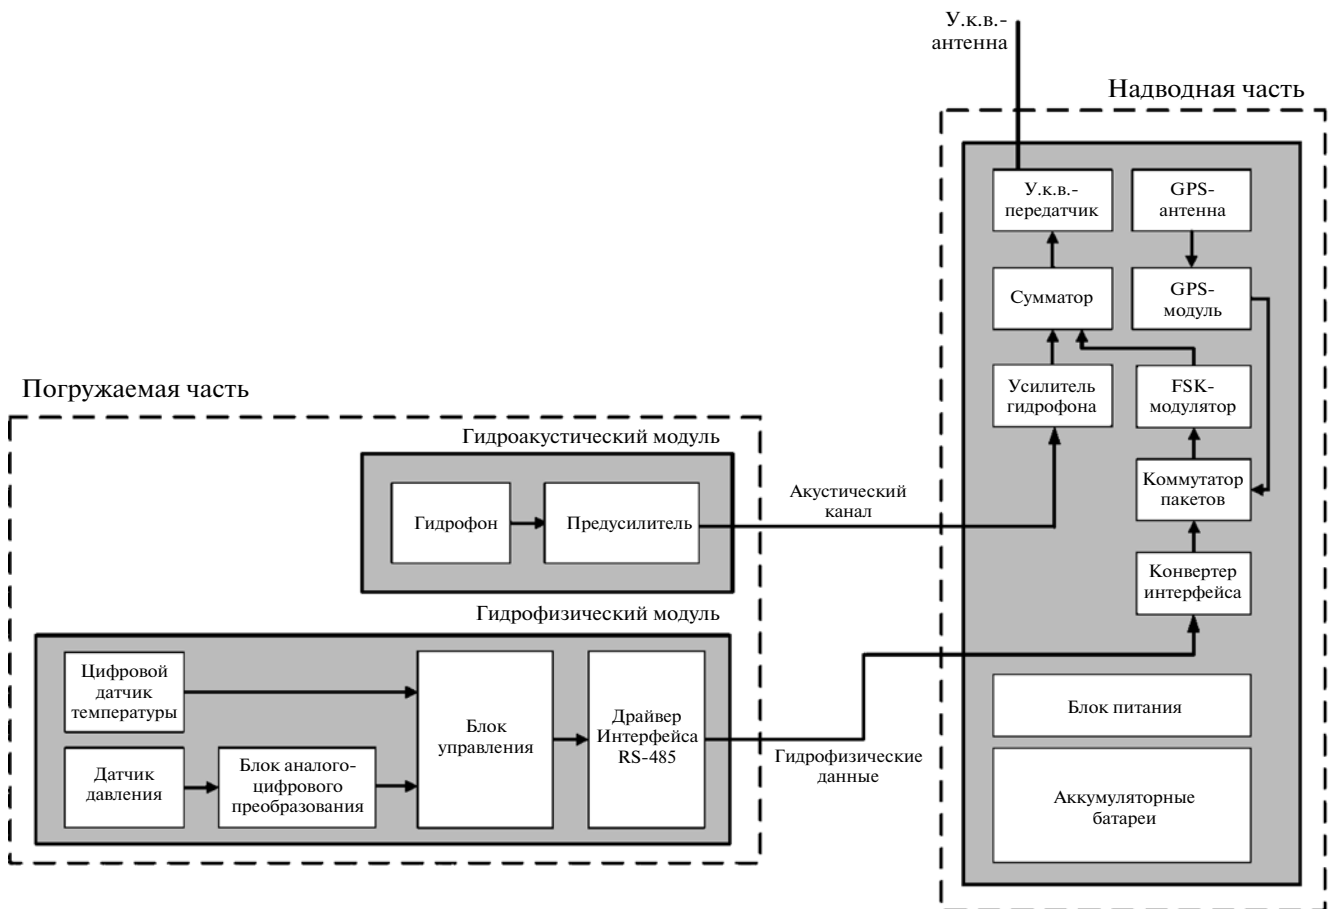 У.к.в.-
антенна
Надводная часть
У.к.в.-
передатчик
GPS-
антенна
Сумматор
GPS-
модуль
Усилитель
гидрофона
FSK-
модулятор
Коммутатор
пакетов
Конвертер
интерфейса
Блок питания
Аккумуляторные
батареи
Погружаемая часть
Гидроакустический модуль
Гидрофон
Предусилитель
Акустический
канал
Гидрофизический модуль
Цифровой
датчик
температуры
Датчик
давления
Блок аналого-
цифрового
преобразования
Блок
управления
Драйвер
Интерфейса
RS-485
Гидрофизические
данные